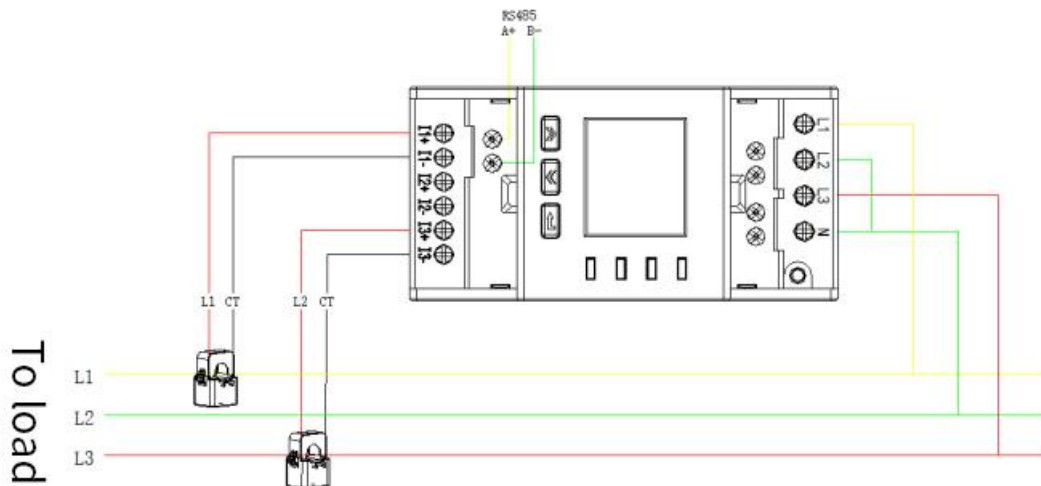 RS485
A+ B-
I1+
I1-
I2+
I2-
I3+
I3-
L1
L2
L3
N
L1 CT
L2 CT
To load
L1
L2
L3